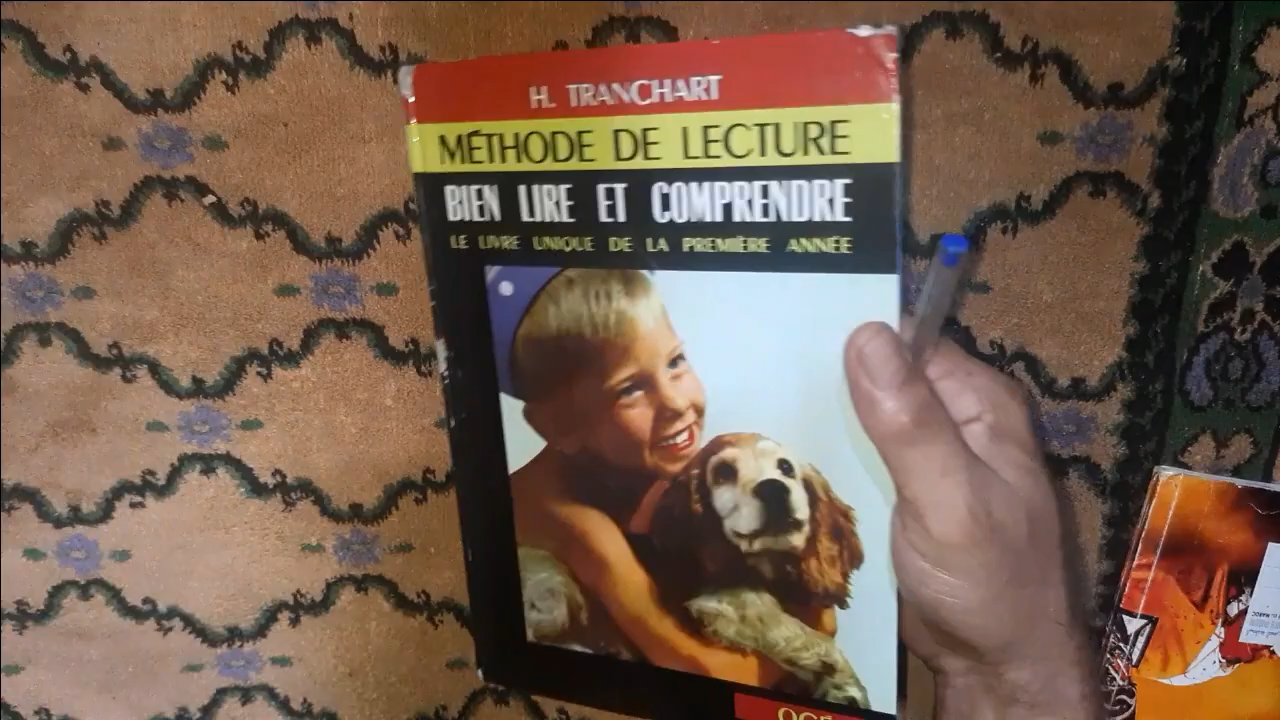 H. TRANCHART
MÉTHODE DE LECTURE
BIEN LIRE ET COMPRENDRE
LE LIVRE UNIQUE DE LA PREMIÈRE ANNÉE